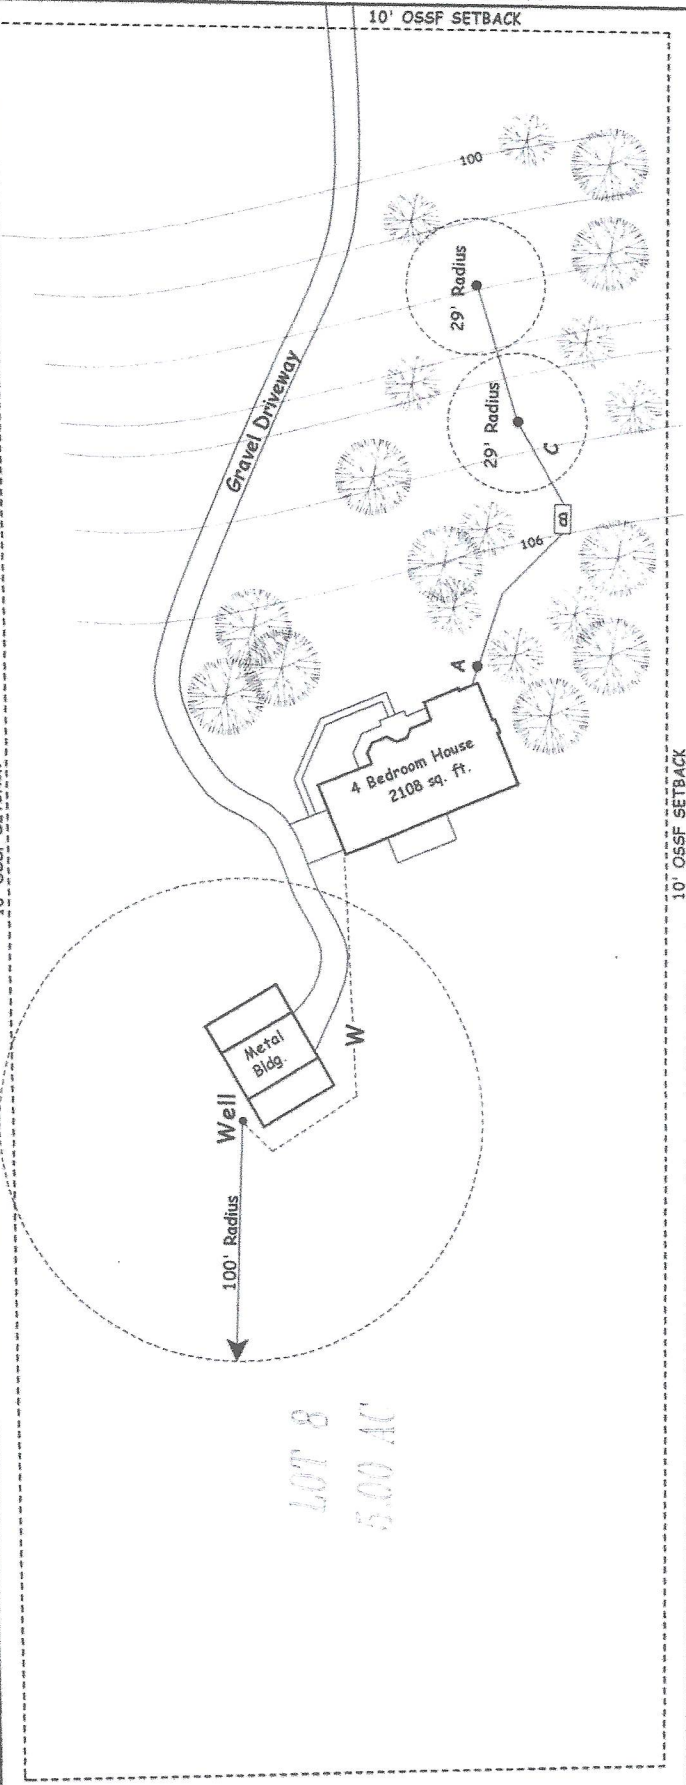 10' OSSF SETBACK
100
29' Radius
29' Radius
Gravel Driveway
C
B
106
A
4 Bedroom House
2108 sq. ft.
10' OSSF SETBACK
W
Metal
Bldg.
Well
100' Radius
LOT 8
5.00 AC